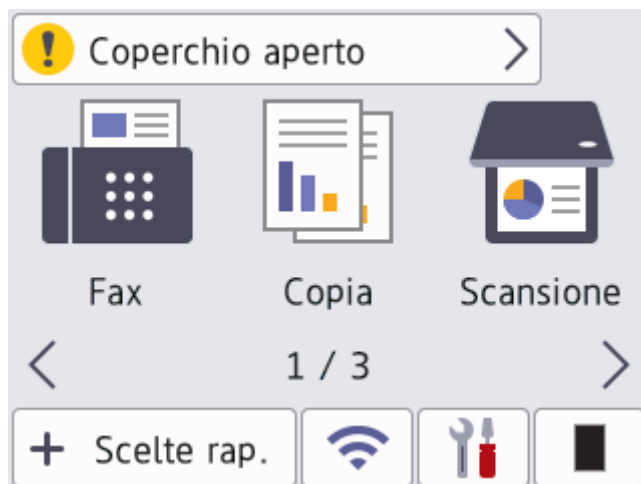 Coperchio aperto
Fax Copia Scansione
1 / 3
Scelte rap.